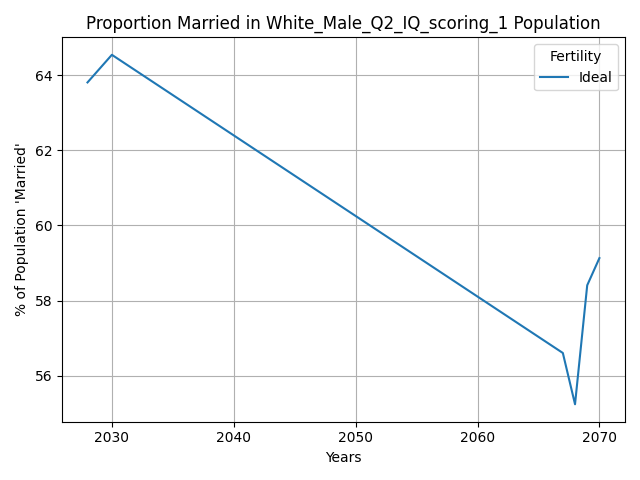 Proportion Married in White_Male_Q2_IQ_scoring_1 Population
% of Population 'Married'
64
62
60
58
56
Fertility
Ideal
2030 2040 2050 2060 2070
Years